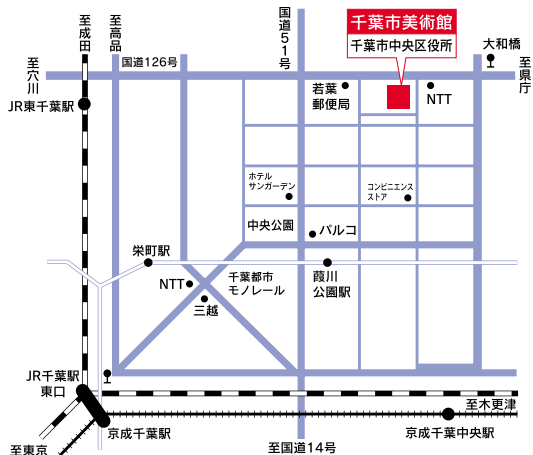 至成田
至高品
国道51号
千葉市美術館
千葉市中央区役所
大和橋
至穴川
国道126号
至県庁
若葉
郵便局
NTT
JR東千葉駅
ホテル
サンガーデン
コンビニエンス
ストア
中央公園
パルコ
栄町駅
NTT
千葉都市
モノレール
葭川
公園駅
三越
JR千葉駅
東口
至木更津
京成千葉駅
京成千葉中央駅
至東京
至国道14号